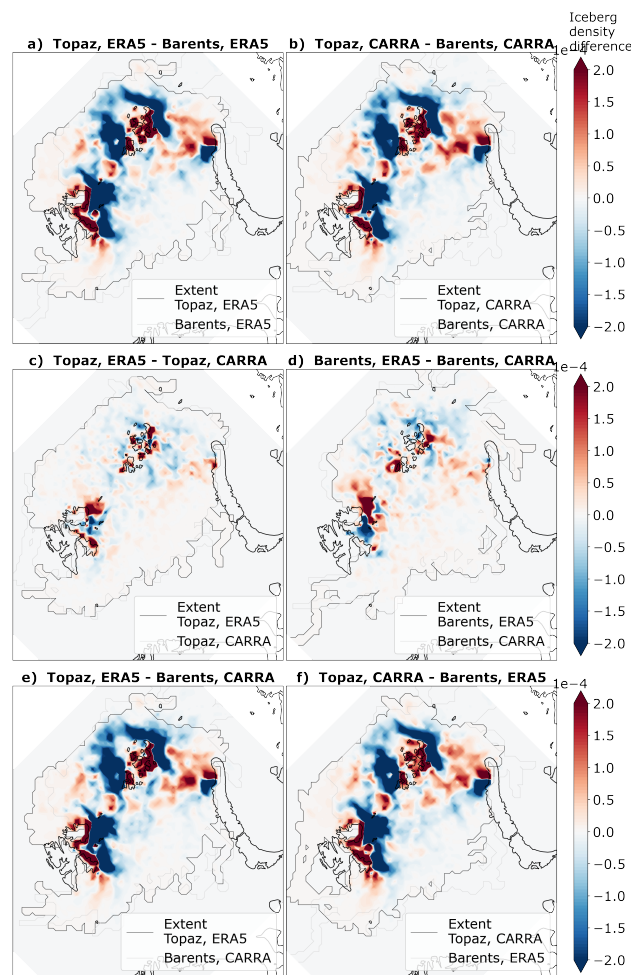 Iceberg
density
difference
a) Topaz, ERA5 - Barents, ERA5
b) Topaz, CARRA - Barents, CARRA
1e−4
Extent
Topaz, ERA5
Barents, ERA5
Extent
Topaz, CARRA
Barents, CARRA
2.0
1.5
1.0
0.5
0.0
−0.5
−1.0
−1.5
−2.0
c) Topaz, ERA5 - Topaz, CARRA
d) Barents, ERA5 - Barents, CARRA
1e−4
Extent
Topaz, ERA5
Topaz, CARRA
Extent
Barents, ERA5
Barents, CARRA
2.0
1.5
1.0
0.5
0.0
−0.5
−1.0
−1.5
−2.0
e) Topaz, ERA5 - Barents, CARRA
f) Topaz, CARRA - Barents, ERA5
1e−4
Extent
Topaz, ERA5
Barents, CARRA
Extent
Topaz, CARRA
Barents, ERA5
2.0
1.5
1.0
0.5
0.0
−0.5
−1.0
−1.5
−2.0